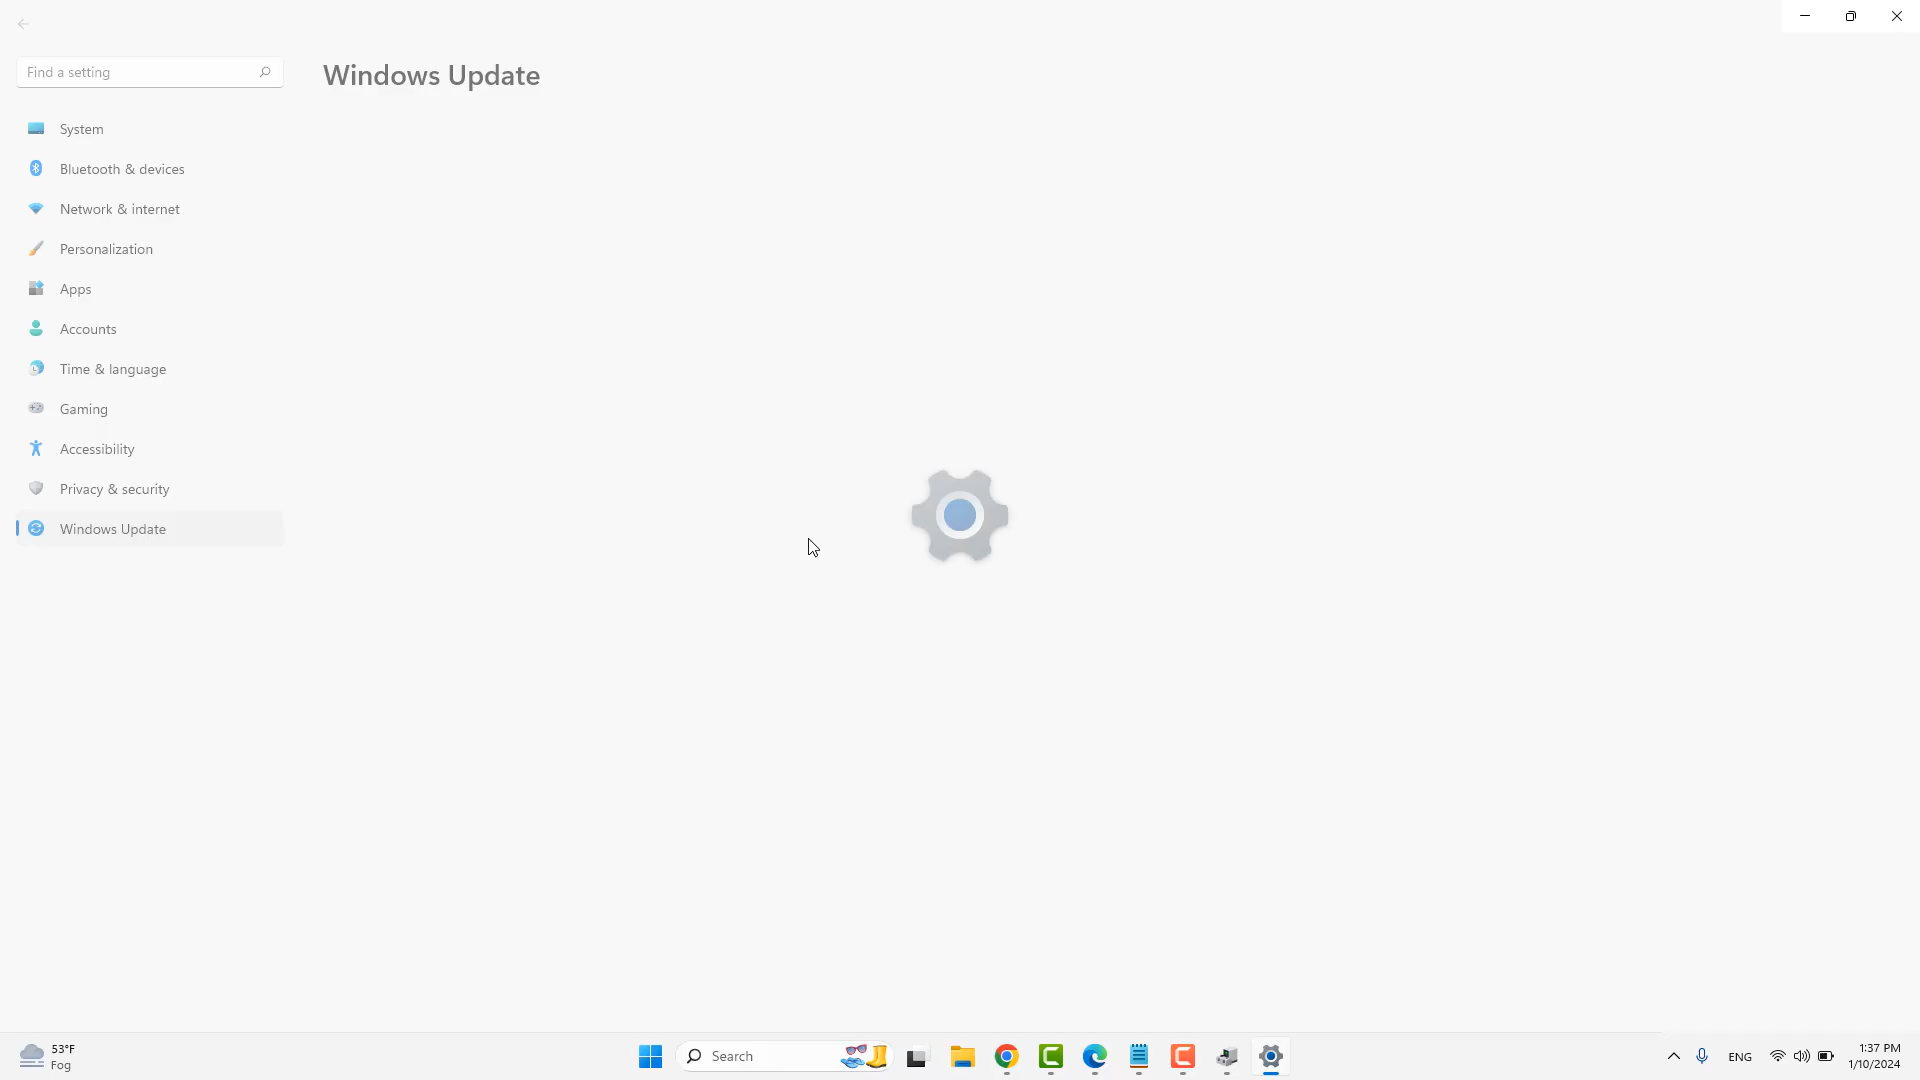 Find a setting
Windows Update
System
Bluetooth & devices
Network & internet
Personalization
Apps
Accounts
Time & language
Gaming
Accessibility
Privacy & security
Windows Update
53°F
Fog
Search
ENG
1:37 PM
1/10/2024